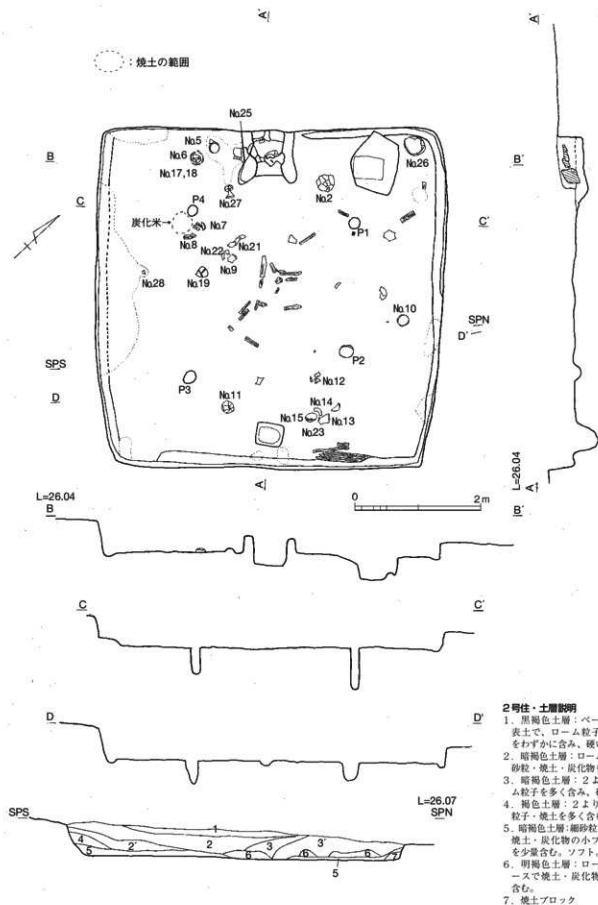 A´
A´
：焼土の範囲
No.25
No.5
No.6
No.17,18
No.26
B
B´
B´
No.27
No.2
C
P4
炭化米→
No.7
No.8
P1
C´
No.21
No.22
No.9
No.19
No.28
No.10
SPN
D´
SPS
P2
D
P3
No.12
No.11
No.14
No.15
No.13
No.23
A
0 2m
L=26.04
A
L=26.04
B
B´
C
C´
D
D´
SPS
L=26.07
SPN
1
4
2´
2
3
3´
5
6
6
6
7
5
2号住・土層説明
1．黒褐色土層：ベー
表土で、ローム粒子
をわずかに含み、硬い
2．暗褐色土層：ローム
砂粒・焼土・炭化物
3．暗褐色土層：2よ
ム粒子を多く含み、
4．褐色土層：2より
粒子・焼土を多く含
5．暗褐色土層：細砂粒
焼土・炭化物の小ブ
を少量含む。ソフト。
6．明褐色土層：ロー
ースで焼土・炭化物
含む。
7．焼土ブロック